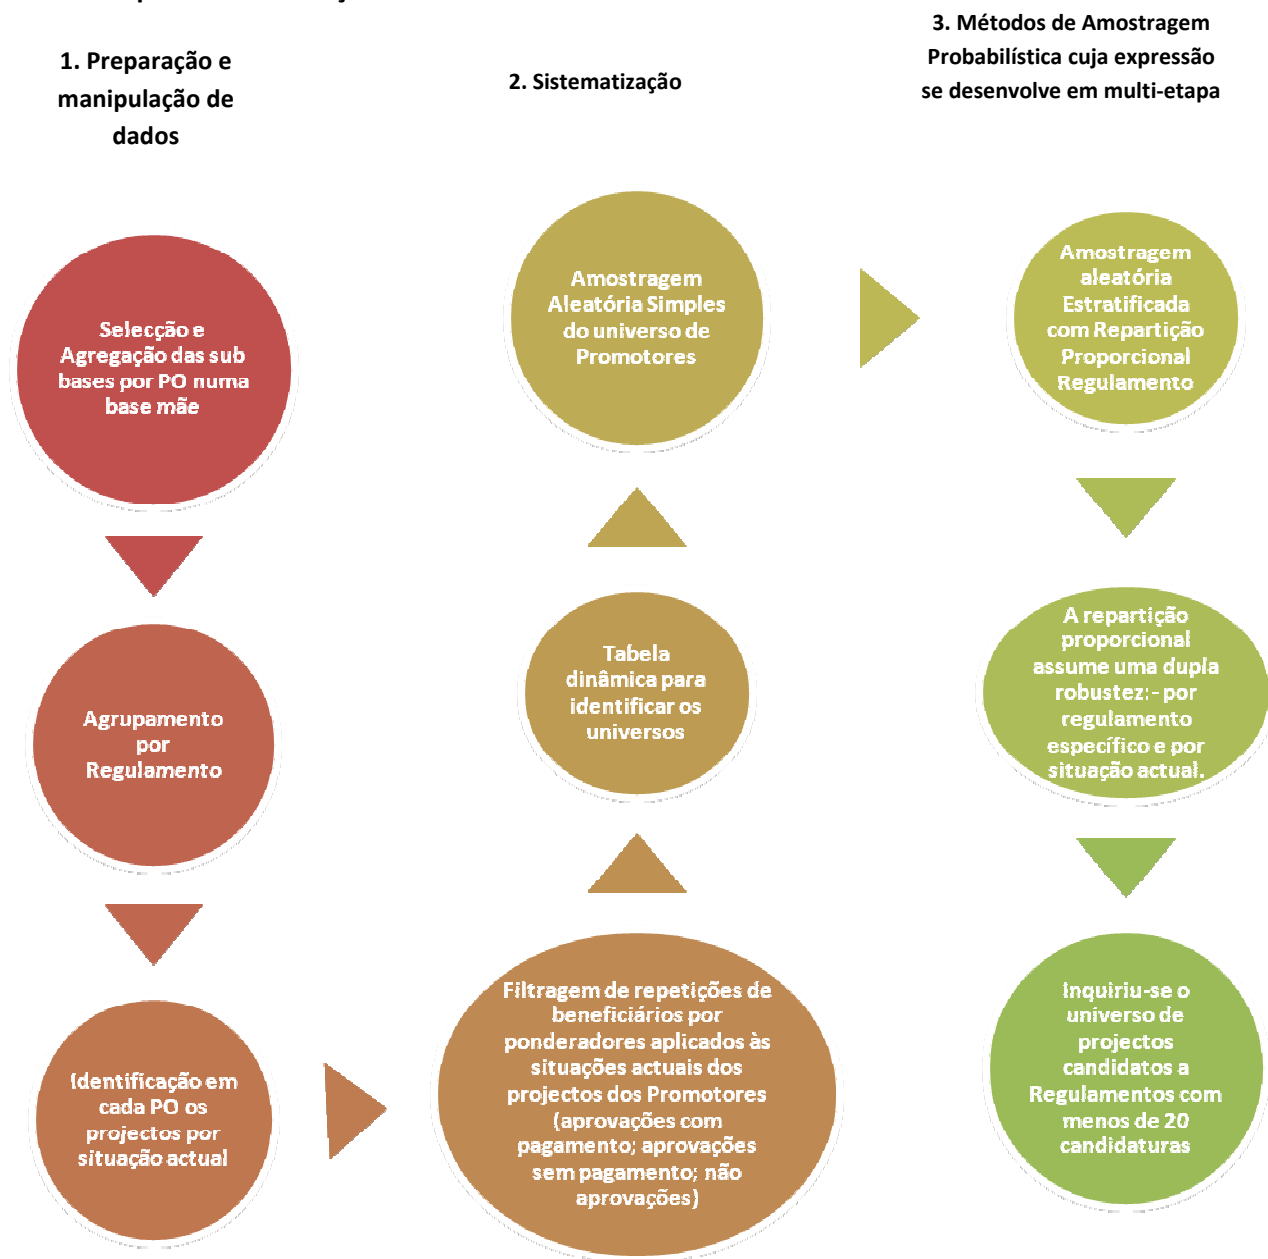 1. Preparação e
manipulação de
dados
2. Sistematização
3. Métodos de Amostragem
Probabilística cuja expressão
se desenvolve em multi-etapa
Selecção e
Agregação das sub
bases por PO numa
base mãe
Agrupamento
por
Regulamento
Identificação em
cada PO os
projectos por
situação actual
Filtragem de repetições de
beneficiários por
ponderadores aplicados às
situações actuais dos
projectos dos Promotores
(aprovações com
pagamento; aprovações
sem pagamento; não
aprovações)
Tabela
dinâmica para
identificar os
universos
Amostragem
Aleatória Simples
do universo de
Promotores
Amostragem
aleatória
Estratificada
com Repartição
Proporcional
Regulamento
A repartição
proporcional
assume uma dupla
robustez:- por
regulamento
específico e por
situação actual.
Inquiriu-se o
universo de
projectos
candidatos a
Regulamentos com
menos de 20
candidaturas